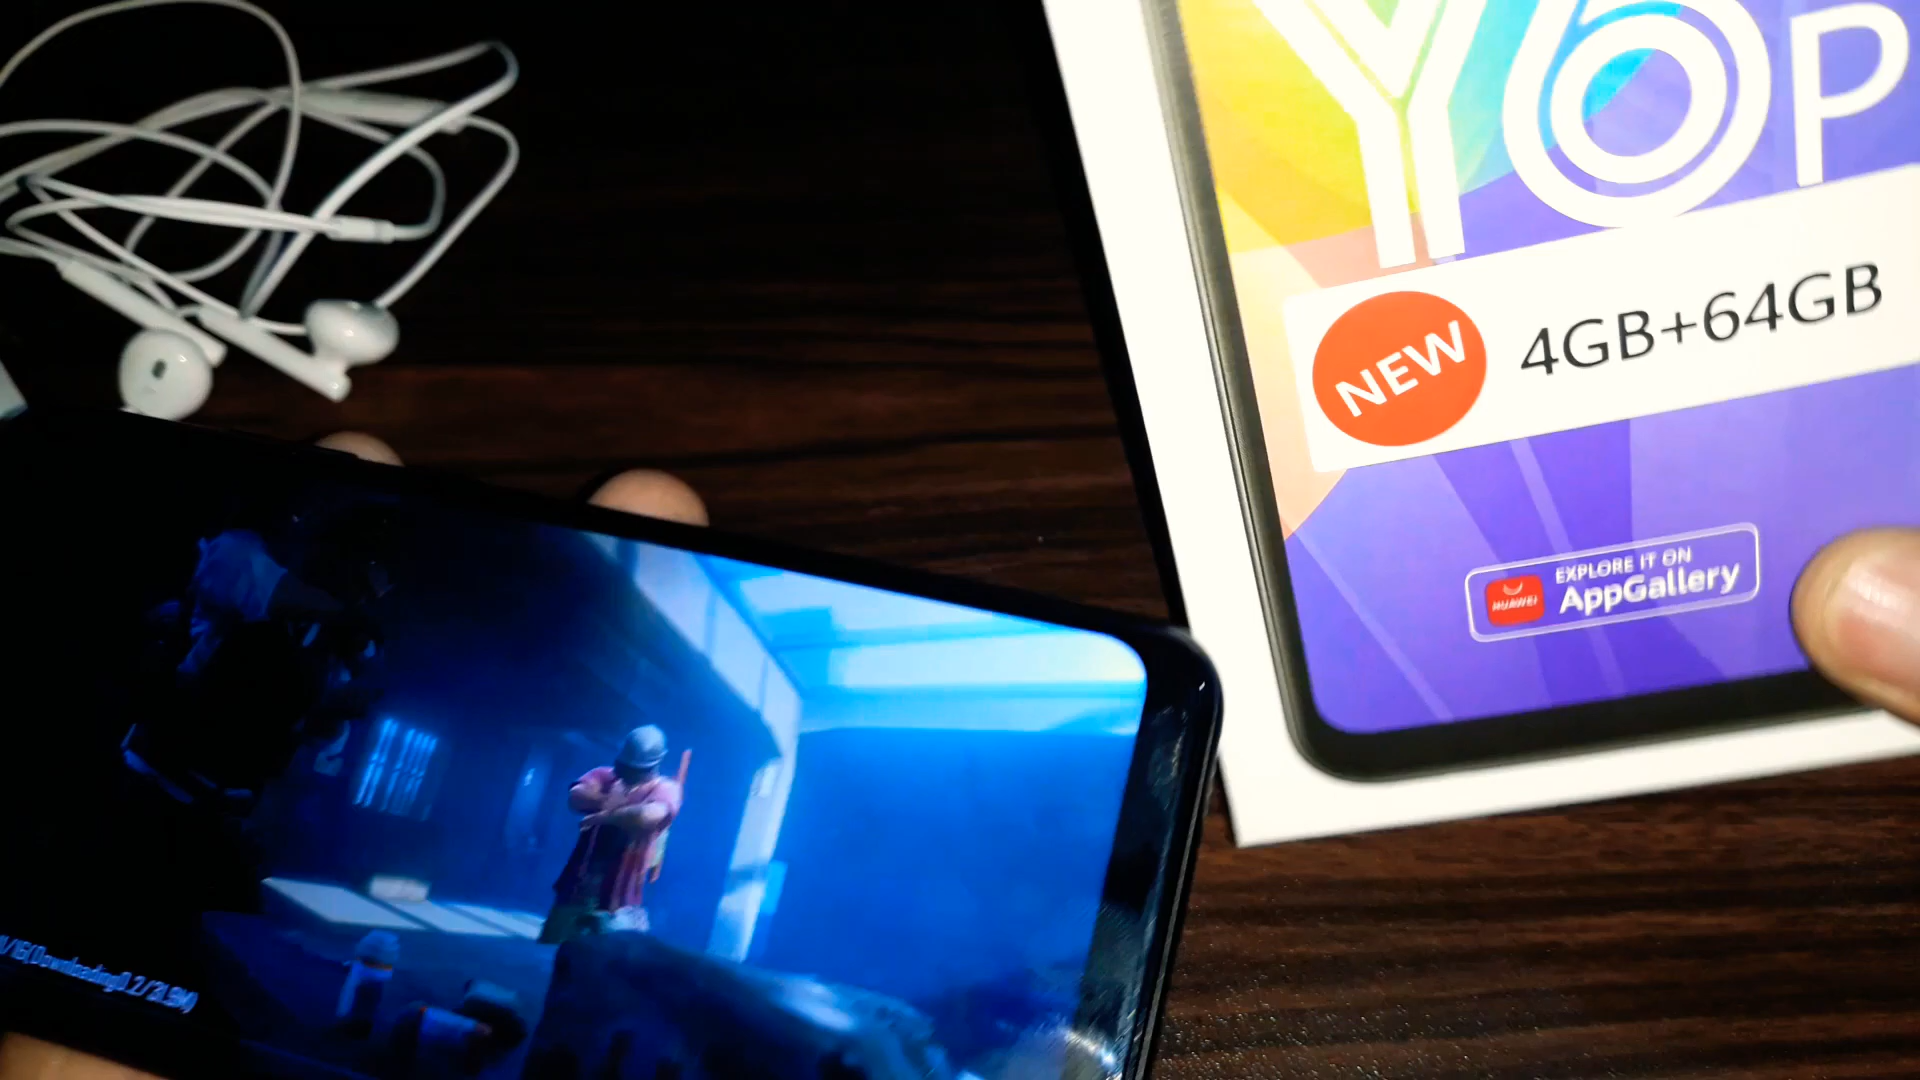 Y6P
NEW
4GB+64GB
EXPLORE IT ON
HUAWEI
AppGallery